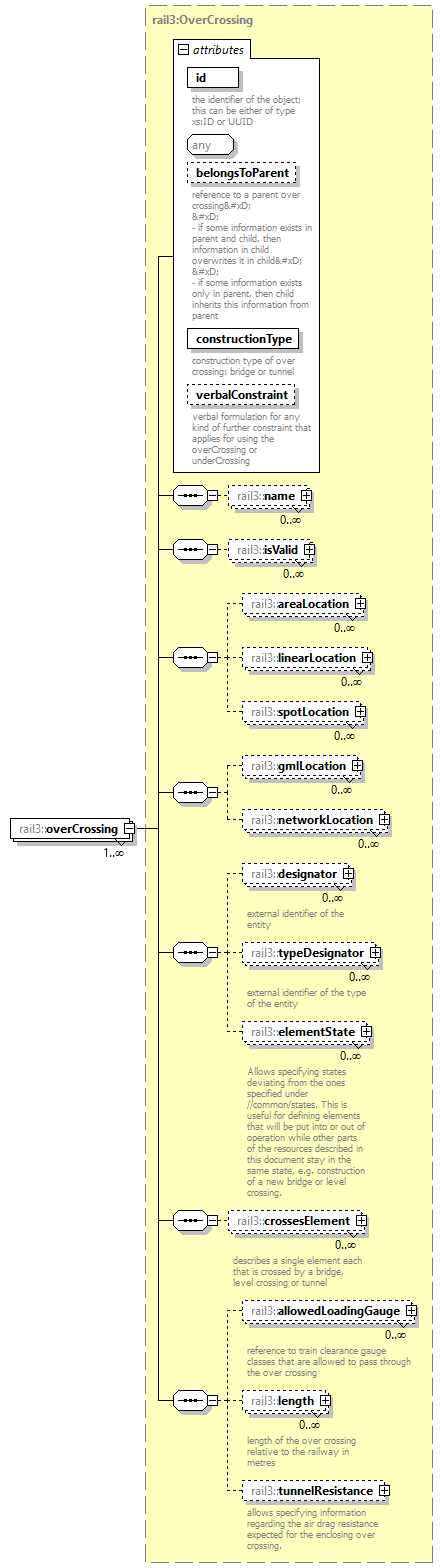 rail3:OverCrossing
attributes
id
the identifier of the object;
this can be either of type
xs:ID or UUID
any
belongsToParent
reference to a parent over
crossing&#xD;
&#xD;
- if some information exists in
parent and child, then
information in child
overwrites it in child&#xD;
&#xD;
- if some information exists
only in parent, then child
inherits this information from
parent
constructionType
construction type of over
crossing: bridge or tunnel
verbalConstraint
verbal formulation for any
kind of further constraint that
applies for using the
overCrossing or
underCrossing
rail3::name
0..∞
rail3::isValid
0..∞
rail3::areaLocation
0..∞
rail3::linearLocation
0..∞
rail3::spotLocation
0..∞
rail3::gmlLocation
0..∞
rail3::networkLocation
0..∞
rail3::overCrossing
1..∞
rail3::designator
0..∞
external identifier of the
entity
rail3::typeDesignator
0..∞
external identifier of the type
of the entity
rail3::elementState
0..∞
Allows specifying states
deviating from the ones
specified under
//common/states. This is
useful for defining elements
that will be put into or out of
operation while other parts
of the resources described in
this document stay in the
same state, e.g. construction
of a new bridge or level
crossing.
rail3::crossesElement
0..∞
describes a single element each
that is crossed by a bridge,
level crossing or tunnel
rail3::allowedLoadingGauge
0..∞
reference to train clearance gauge
classes that are allowed to pass through
the over crossing
rail3::length
0..∞
length of the over crossing
relative to the railway in
metres
rail3::tunnelResistance
allows specifying information
regarding the air drag resistance
expected for the enclosing over
crossing.